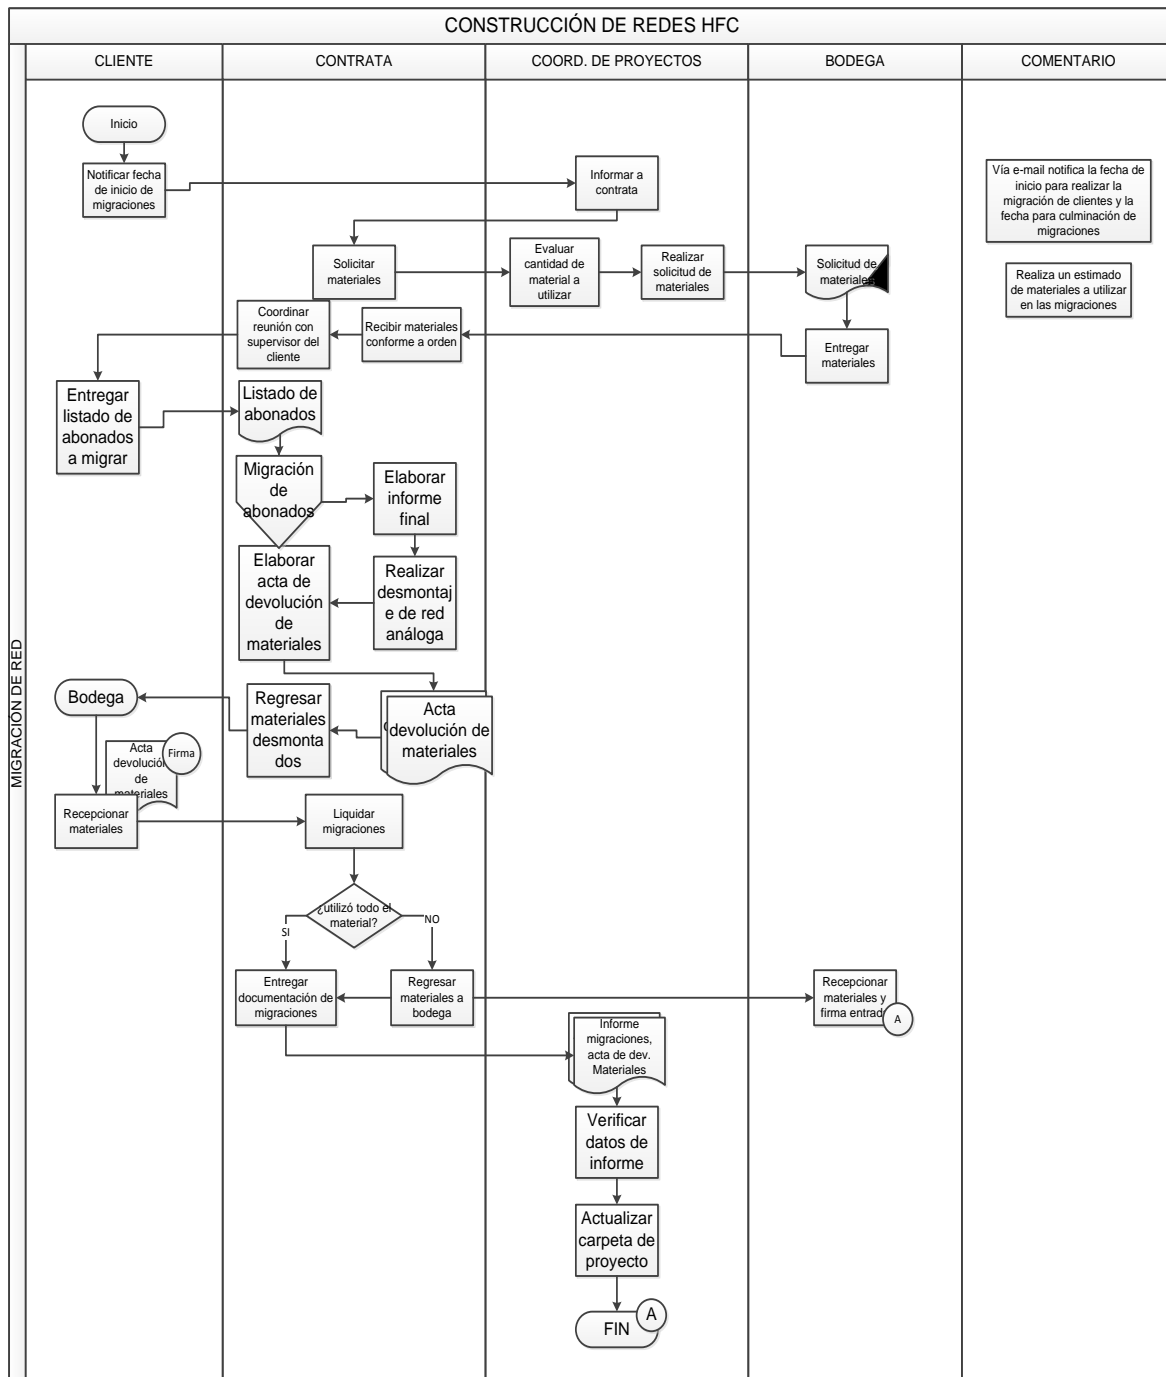 CONSTRUCCIÓN DE REDES HFC
CLIENTE
CONTRATA
COORD. DE PROYECTOS
BODEGA
COMENTARIO
MIGRACIÓN DE RED
Inicio
Notificar fecha
de inicio de
migraciones
Informar a
contrata
Vía e-mail notifica la fecha de
inicio para realizar la
migración de clientes y la
fecha para culminación de
migraciones
Solicitar
materiales
Evaluar
cantidad de
material a
utilizar
Realizar
solicitud de
materiales
Solicitud de
materiales
Realiza un estimado
de materiales a utilizar
en las migraciones
Coordinar
reunión con
supervisor del
cliente
Recibir materiales
conforme a orden
Entregar
materiales
Entregar
listado de
abonados
a migrar
Listado de
abonados
Migración
de
abonados
Elaborar
informe
final
Elaborar
acta de
devolución
de
materiales
Realizar
desmontaj
e de red
análoga
Bodega
Regresar
materiales
desmonta
dos
Acta
devolución de
materiales
Acta
devolución
de
materiales
Firma
Recepcionar
materiales
Liquidar
migraciones
¿utilizó todo el
material?
SI
NO
Entregar
documentación de
migraciones
Regresar
materiales a
bodega
Recepcionar
materiales y
firma entrada
A
Informe
migraciones,
acta de dev.
Materiales
Verificar
datos de
informe
Actualizar
carpeta de
proyecto
FIN
A